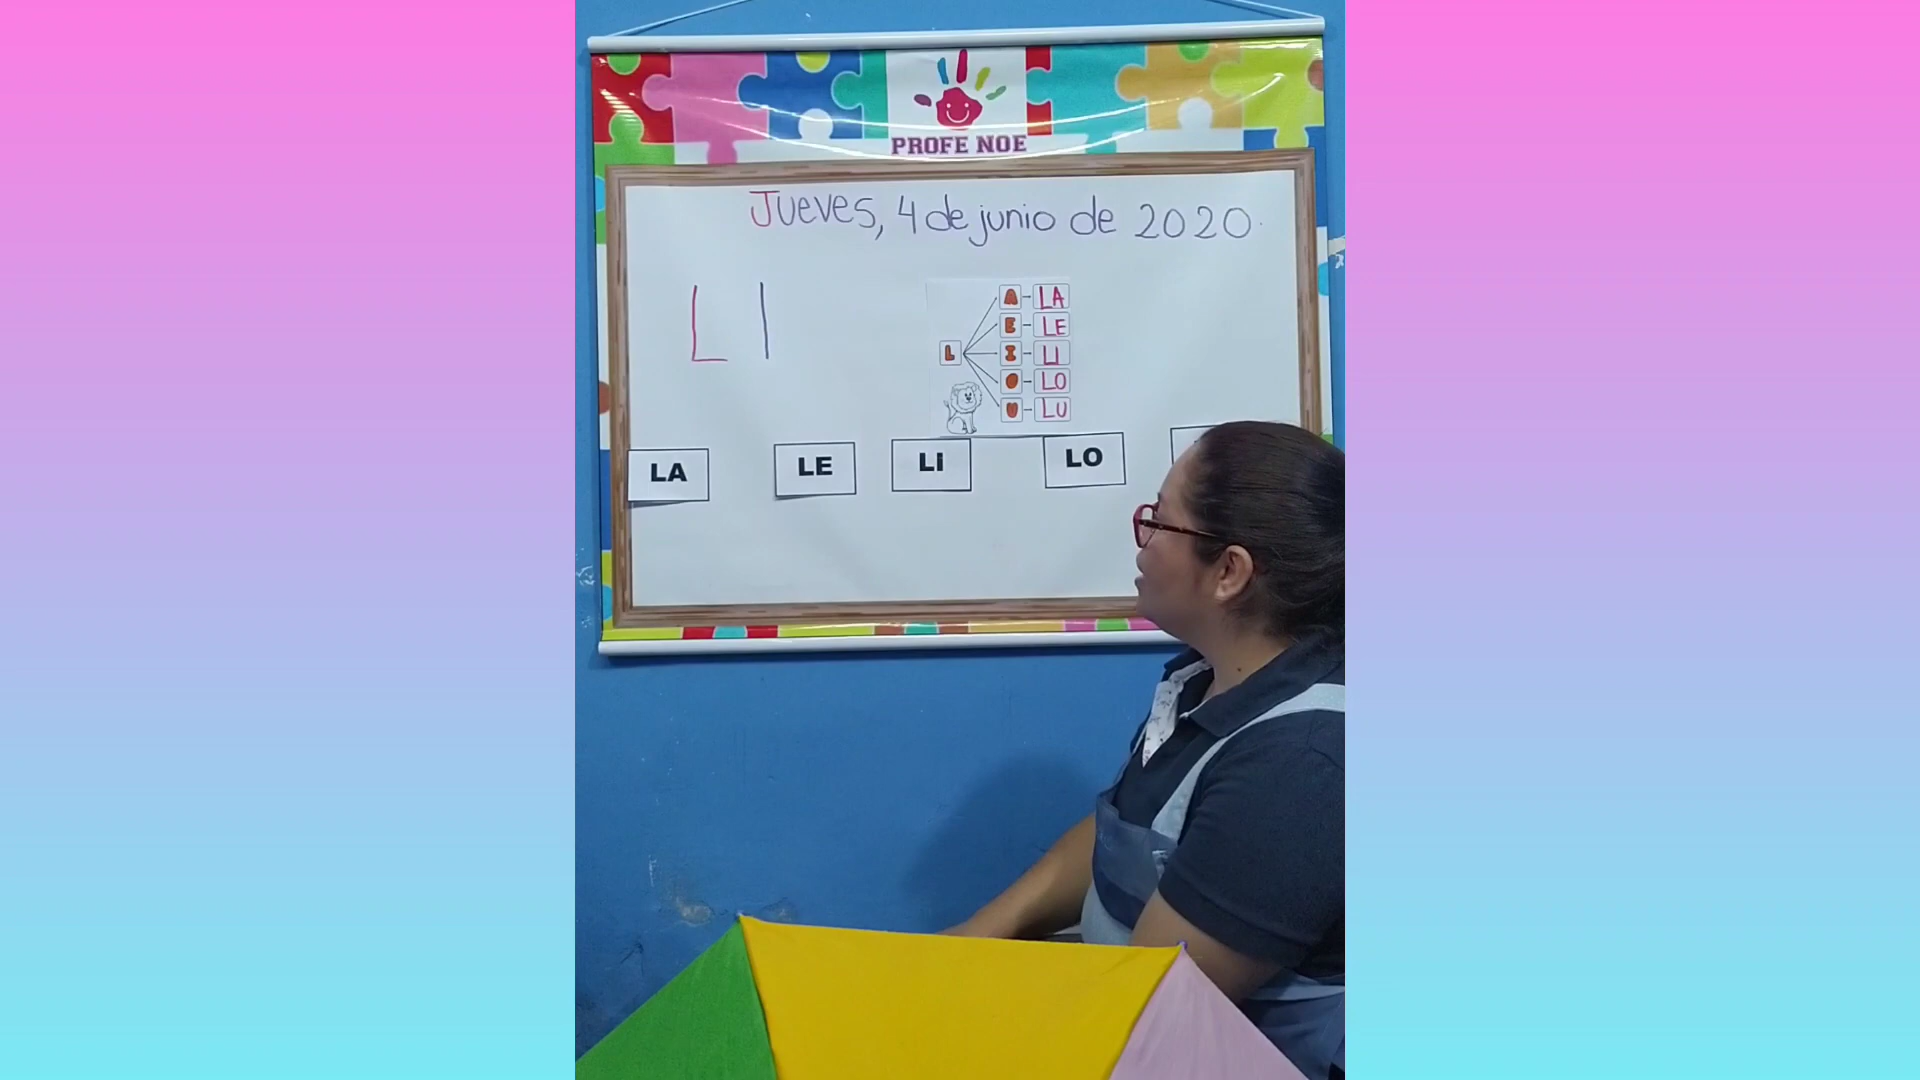 PROFE NOE
Jueves, 4 de junio de 2020.
L I
A - LA
E - LE
L I - LI
O - LO
U - LU
LA LE Li LO